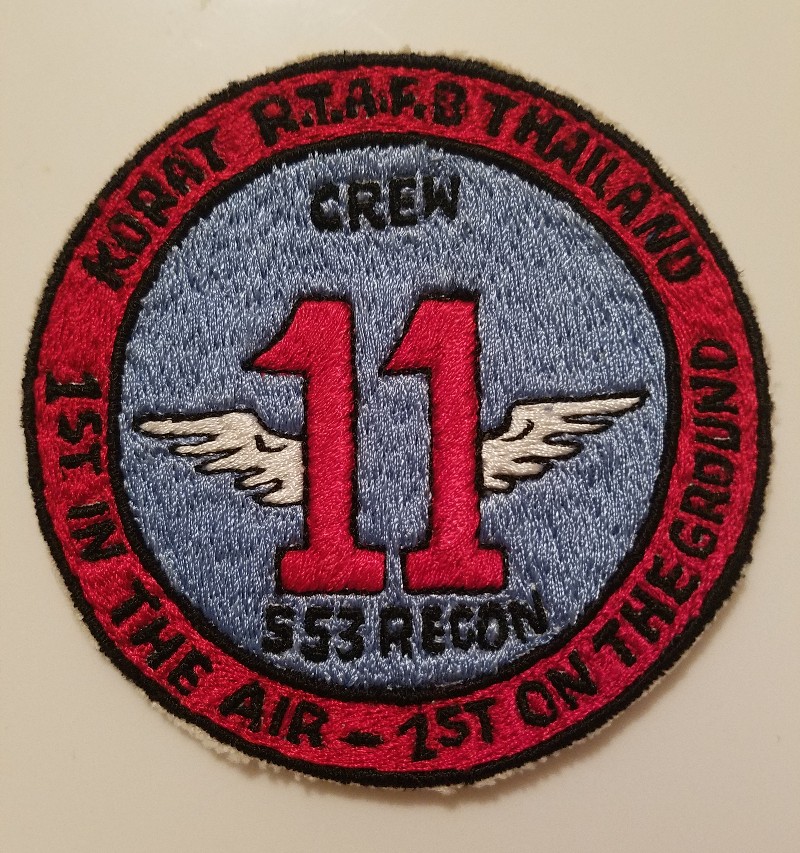 KORAT R.T.A.F.B THAILAND
CREW
11
553 RECON
1ST IN THE AIR - 1ST ON THE GROUND